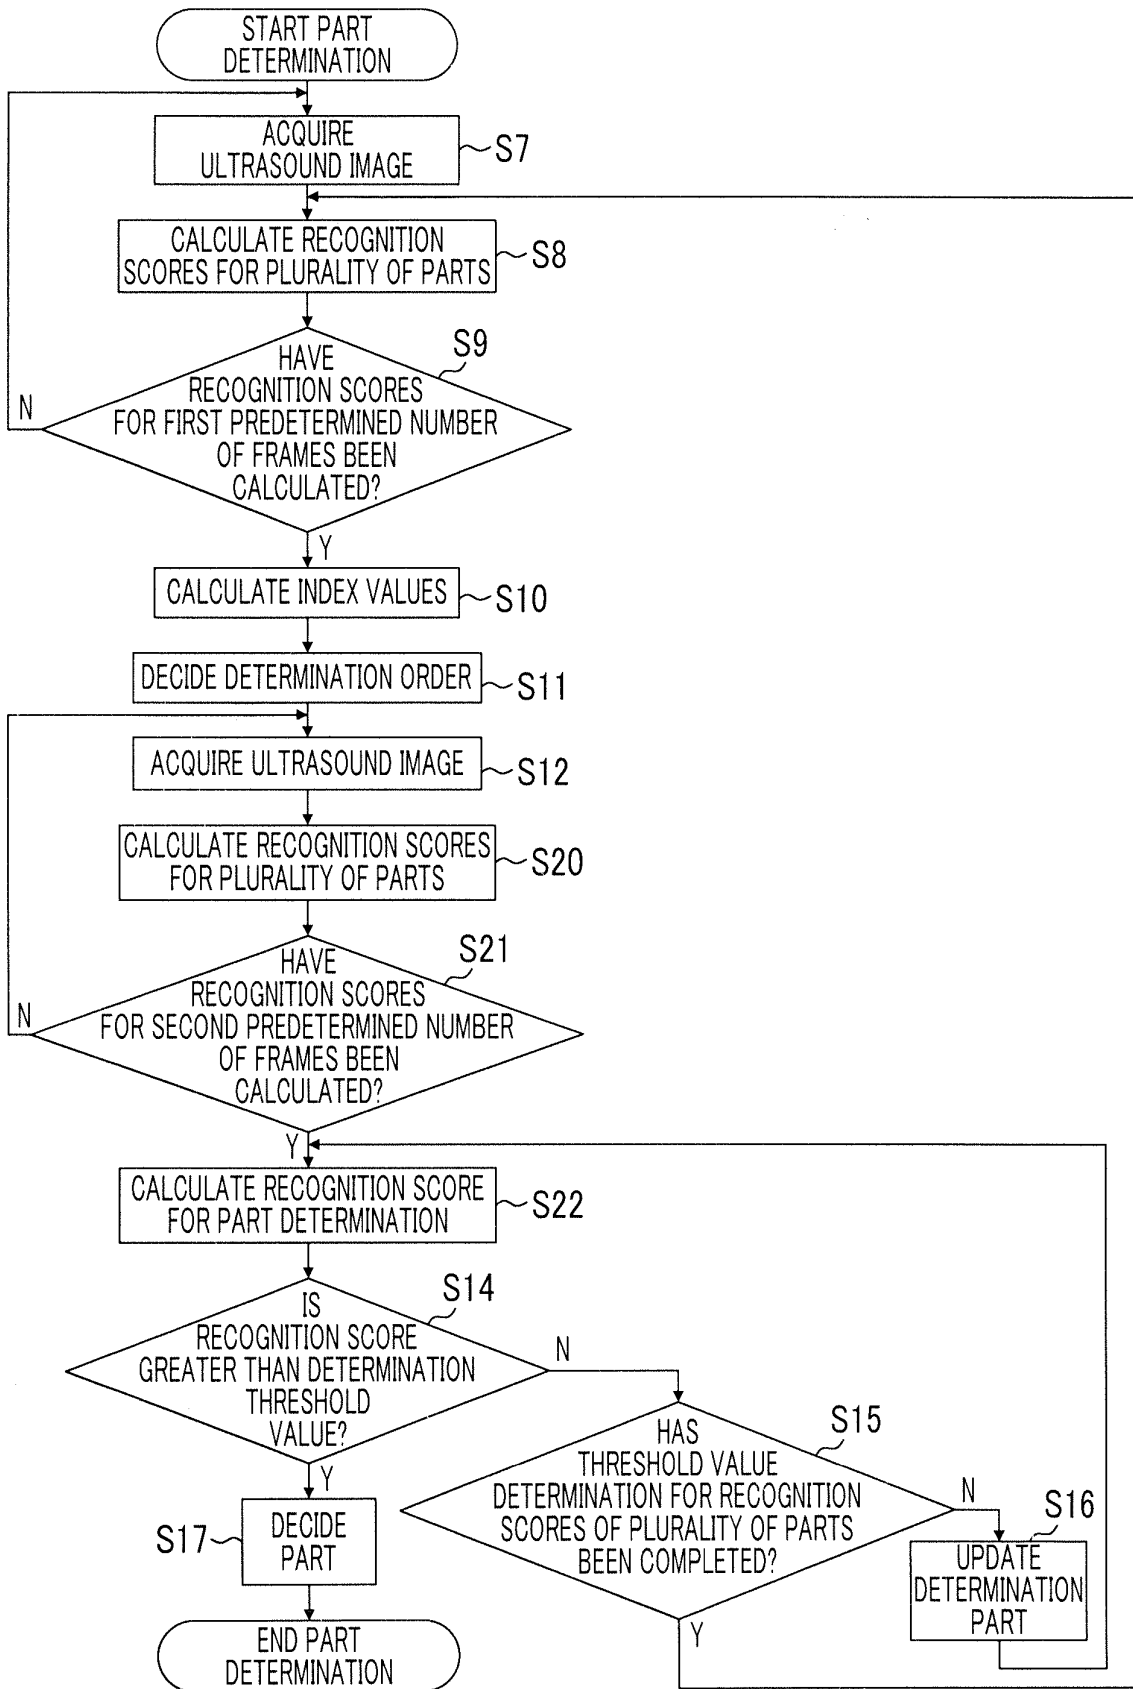 START PART
DETERMINATION
ACQUIRE
ULTRASOUND IMAGE
S7
CALCULATE RECOGNITION
SCORES FOR PLURALITY OF PARTS
S8
S9
HAVE
RECOGNITION SCORES
FOR FIRST PREDETERMINED NUMBER
OF FRAMES BEEN
CALCULATED?
N
Y
CALCULATE INDEX VALUES
S10
DECIDE DETERMINATION ORDER
S11
ACQUIRE ULTRASOUND IMAGE
S12
CALCULATE RECOGNITION SCORES
FOR PLURALITY OF PARTS
S20
S21
HAVE
RECOGNITION SCORES
FOR SECOND PREDETERMINED NUMBER
OF FRAMES BEEN
CALCULATED?
N
Y
CALCULATE RECOGNITION SCORE
FOR PART DETERMINATION
S22
S14
IS
RECOGNITION SCORE
GREATER THAN DETERMINATION
THRESHOLD
VALUE?
N
Y
S15
HAS
THRESHOLD VALUE
DETERMINATION FOR RECOGNITION
SCORES OF PLURALITY OF PARTS
BEEN COMPLETED?
N
Y
S16
UPDATE
DETERMINATION
PART
S17
DECIDE
PART
END PART
DETERMINATION